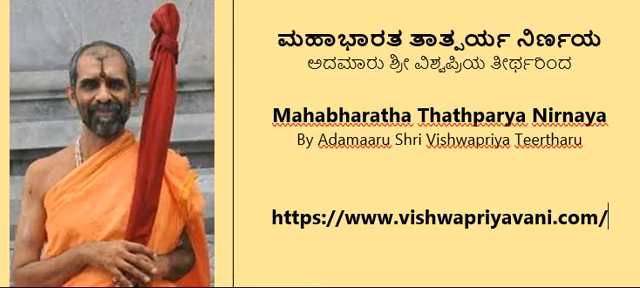 ಮಹಾಭಾರತ ತಾತ್ಪರ್ಯ ನಿರ್ಣಯ
ಅದಮಾರು ಶ್ರೀ ವಿಶ್ವಪ್ರಿಯ ತೀರ್ಥರಿಂದ
Mahabharatha Thathparya Nirnaya
By Adamaaru Shri Vishwapriya Teertharu
https://www.vishwapriyavani.com/